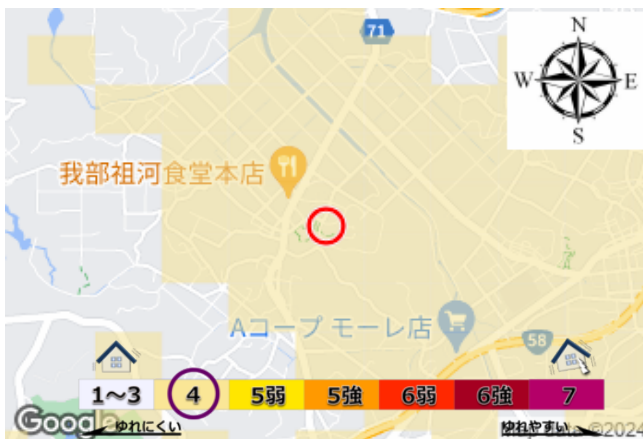 N
W
E
S
71
我部祖河食堂本店
Aコープ モーレ店
58
1～3
4
5弱
5強
6弱
6強
7
Google
ゆれにくい
ゆれやすい
©2024